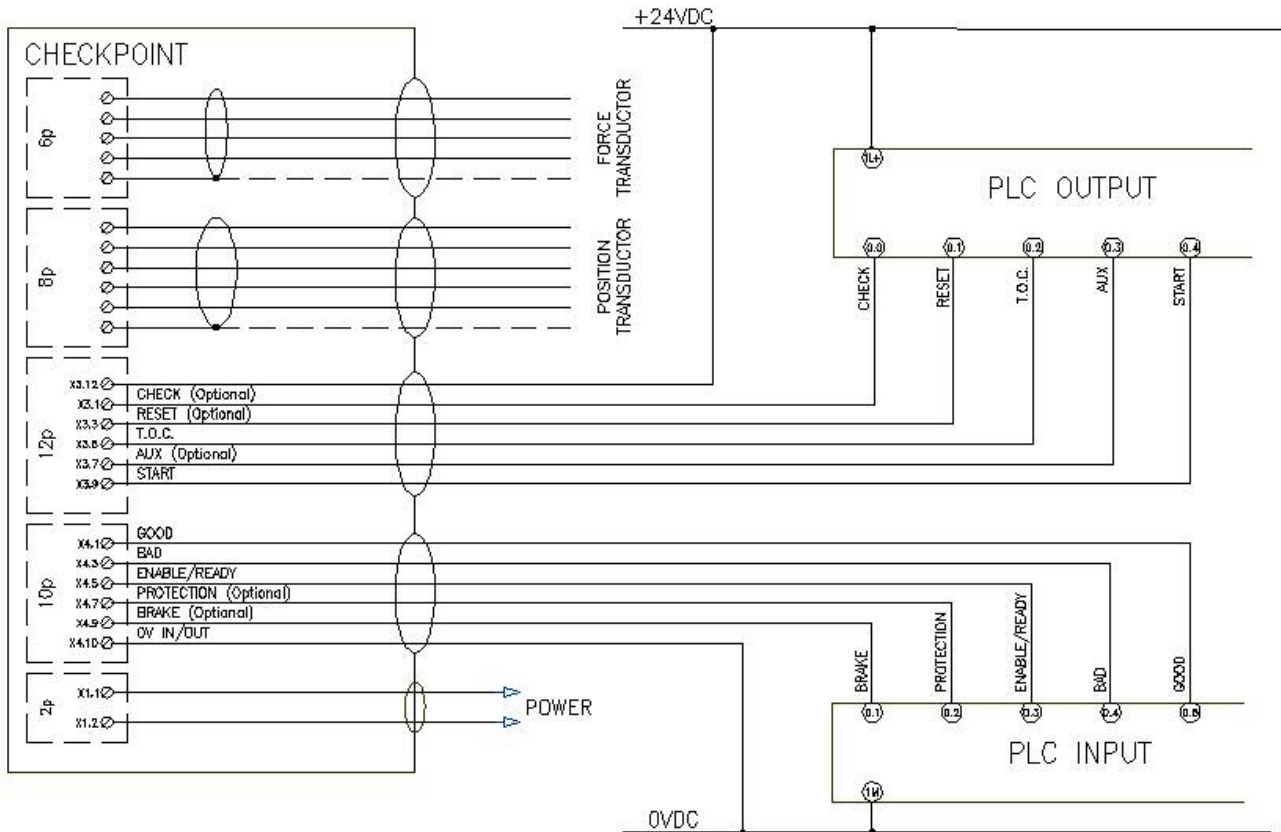 +24VDC
CHECKPOINT
6p
FORCE
TRANSDUCTOR
8p
POSITION
TRANSDUCTOR
1L+
PLC OUTPUT
0.0
0.1
0.2
0.3
0.4
CHECK
RESET
T.O.C.
AUX
START
12p
X3.12
CHECK (Optional)
X3.1
RESET (Optional)
X3.3
T.O.C.
AUX (Optional)
X3.7
START
X3.9
10p
GOOD
X4.1
BAD
X4.3
ENABLE/READY
X4.5
PROTECTION (Optional)
X4.7
BRAKE (Optional)
X4.9
0V IN/OUT
X4.10
2p
X1.1
X1.2
POWER
BRAKE
PROTECTION
ENABLE/READY
BAD
GOOD
0.1
0.2
0.3
PLC INPUT
1M
0VDC